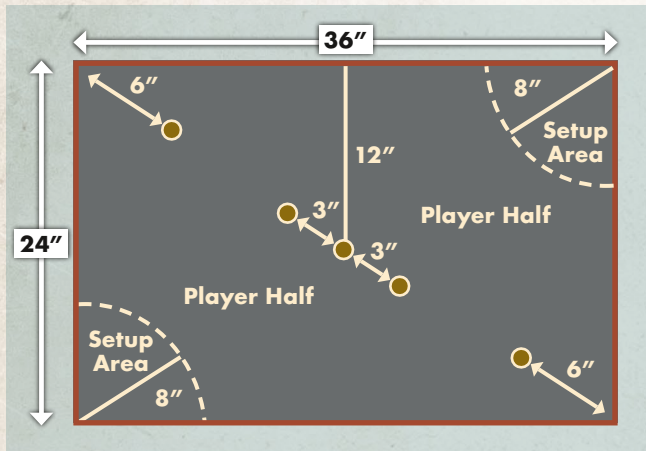 36”
6”
8”
Setup
Area
12”
3”
Player Half
3”
24”
Player Half
Setup
Area
6”
8”